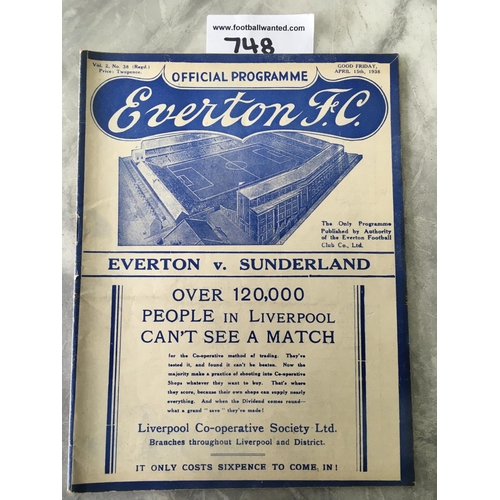 www.footballwanted.com
748
Vol. 2, No. 28 (Regd.)
Price: Twopence.
OFFICIAL PROGRAMME
GOOD FRIDAY,
APRIL 15th, 1938
Everton F.C.
The Only Programme
Published by Authority
of the Everton Football
Club Co., Ltd.
EVERTON v. SUNDERLAND
OVER 120,000
PEOPLE IN LIVERPOOL
CAN'T SEE A MATCH
for the Co-operative method of trading. They've
tested it, and found it can't be beaten. Now the
majority make a practice of shooting into Co-operative
Shops whatever they want to buy. That's where
they score, because their own shops can supply nearly
everything. And when the Dividend comes round—
what a grand "save" they've made!
Liverpool Co-operative Society Ltd.
Branches throughout Liverpool and District.
IT ONLY COSTS SIXPENCE TO COME IN!